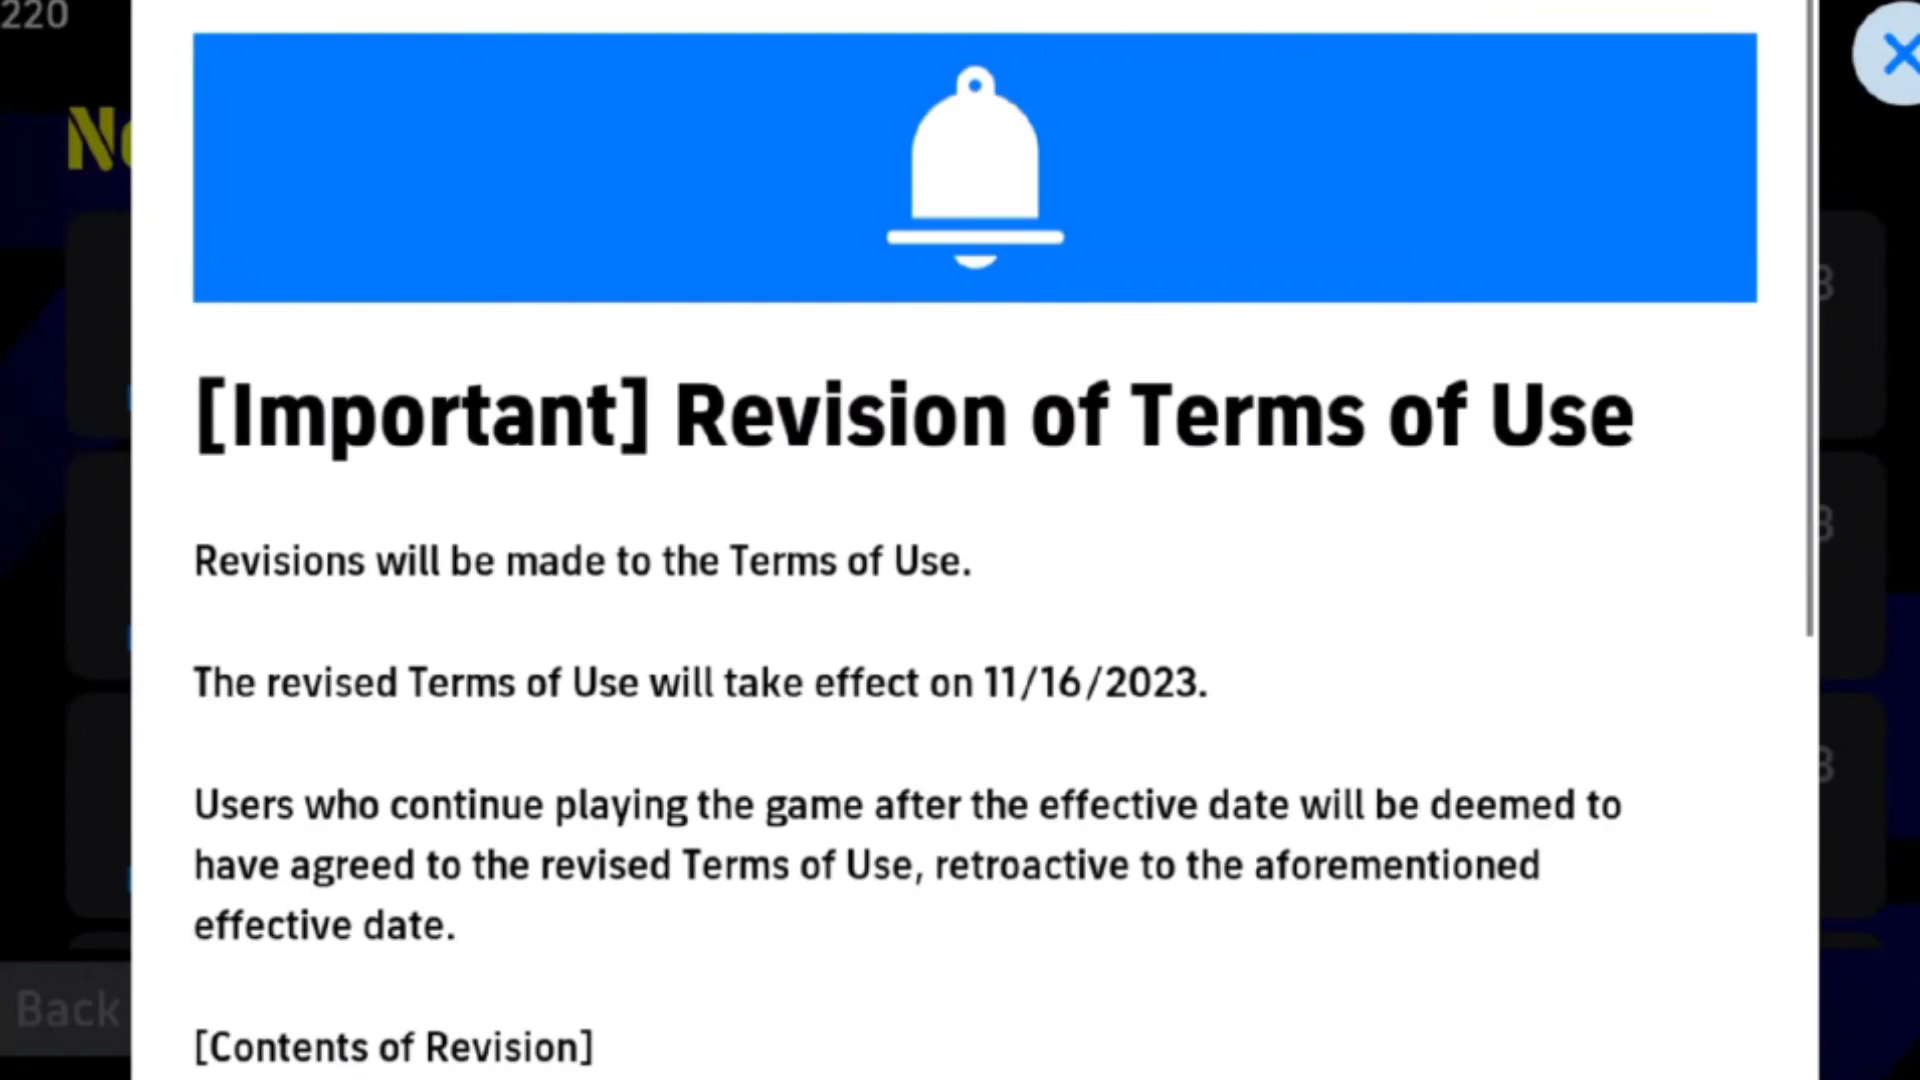 220
[Important] Revision of Terms of Use
Revisions will be made to the Terms of Use.
The revised Terms of Use will take effect on 11/16/2023.
Users who continue playing the game after the effective date will be deemed to
have agreed to the revised Terms of Use, retroactive to the aforementioned
effective date.
Back
[Contents of Revision]